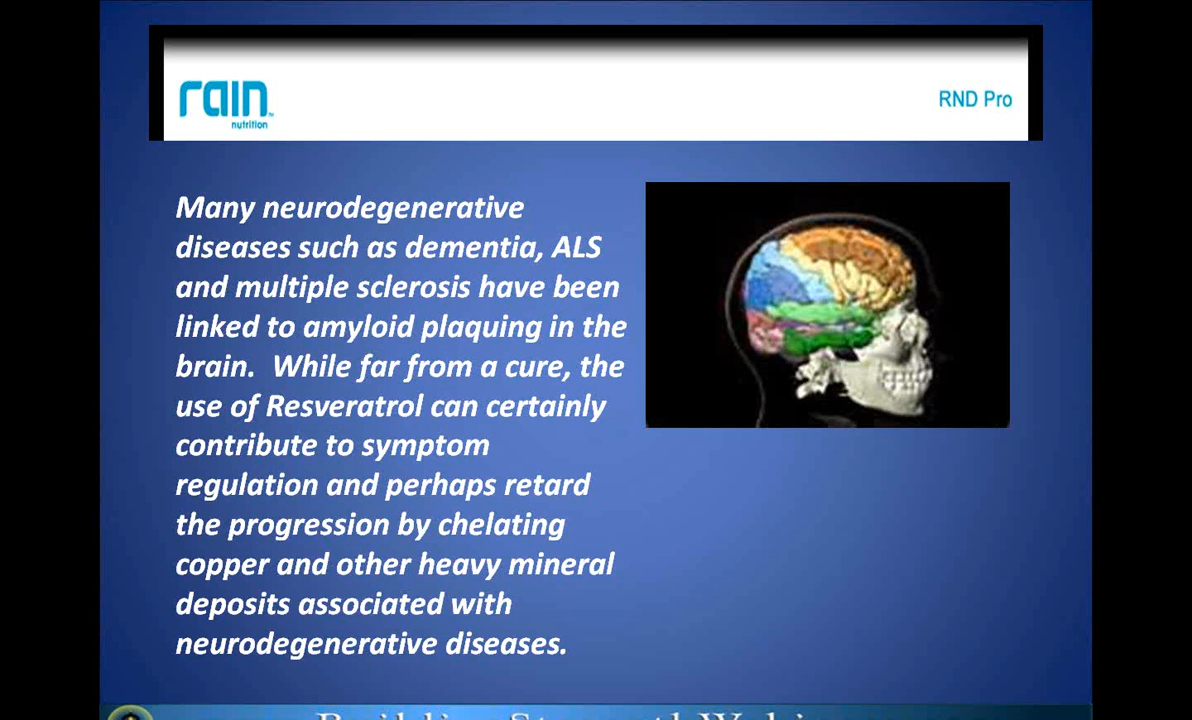 rain
nutrition
RND Pro
Many neurodegenerative
diseases such as dementia, ALS
and multiple sclerosis have been
linked to amyloid plaquing in the
brain.  While far from a cure, the
use of Resveratrol can certainly
contribute to symptom
regulation and perhaps retard
the progression by chelating
copper and other heavy mineral
deposits associated with
neurodegenerative diseases.